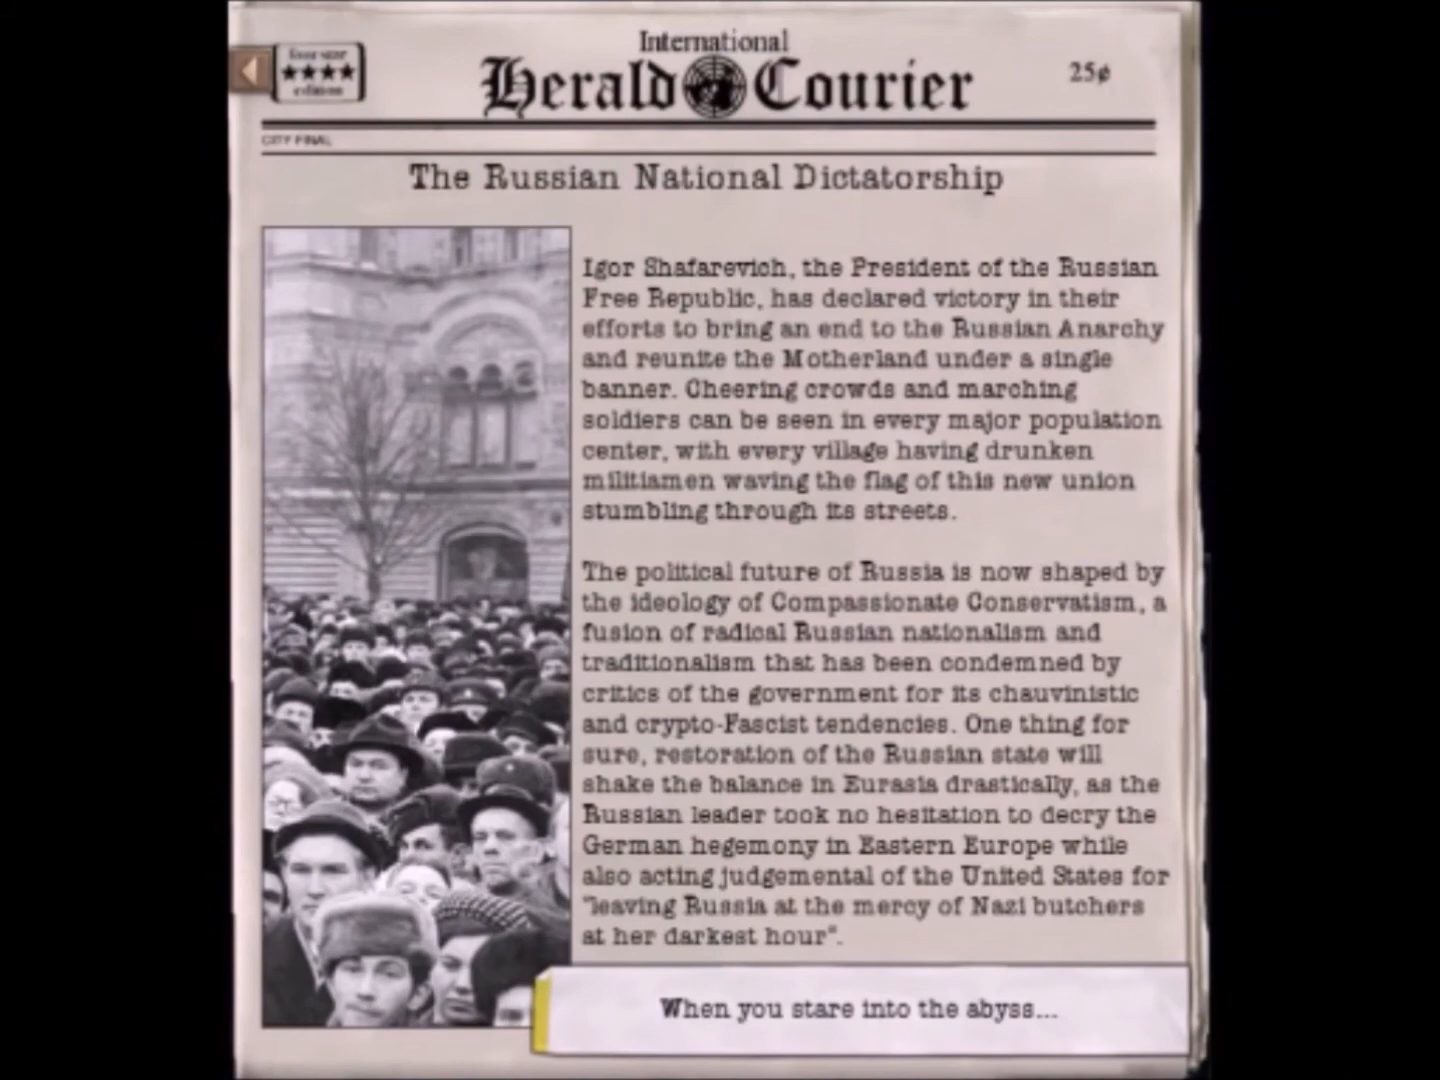 International
Herald Courier
four star
★★★★
edition
25¢
CITY FINAL
The Russian National Dictatorship
Igor Shafarevich, the President of the Russian
Free Republic, has declared victory in their
efforts to bring an end to the Russian Anarchy
and reunite the Motherland under a single
banner. Cheering crowds and marching
soldiers can be seen in every major population
center, with every village having drunken
militiamen waving the flag of this new union
stumbling through its streets.
The political future of Russia is now shaped by
the ideology of Compassionate Conservatism, a
fusion of radical Russian nationalism and
traditionalism that has been condemned by
critics of the government for its chauvinistic
and crypto-Fascist tendencies. One thing for
sure, restoration of the Russian state will
shake the balance in Eurasia drastically, as the
Russian leader took no hesitation to decry the
German hegemony in Eastern Europe while
also acting judgemental of the United States for
"leaving Russia at the mercy of Nazi butchers
at her darkest hour".
When you stare into the abyss...